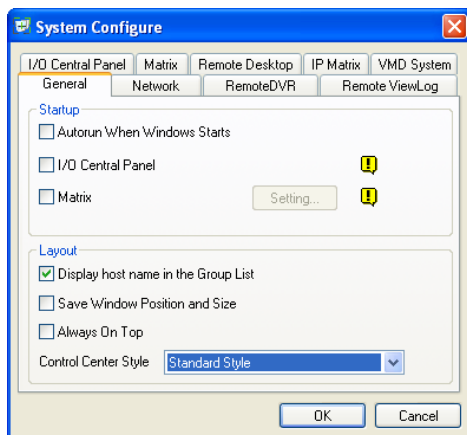 System Configure
I/O Central Panel Matrix Remote Desktop IP Matrix VMD System
General Network RemoteDVR Remote ViewLog
Startup
Autorun When Windows Starts
I/O Central Panel
Matrix Setting...
Layout
Display host name in the Group List
Save Window Position and Size
Always On Top
Control Center Style Standard Style
OK Cancel